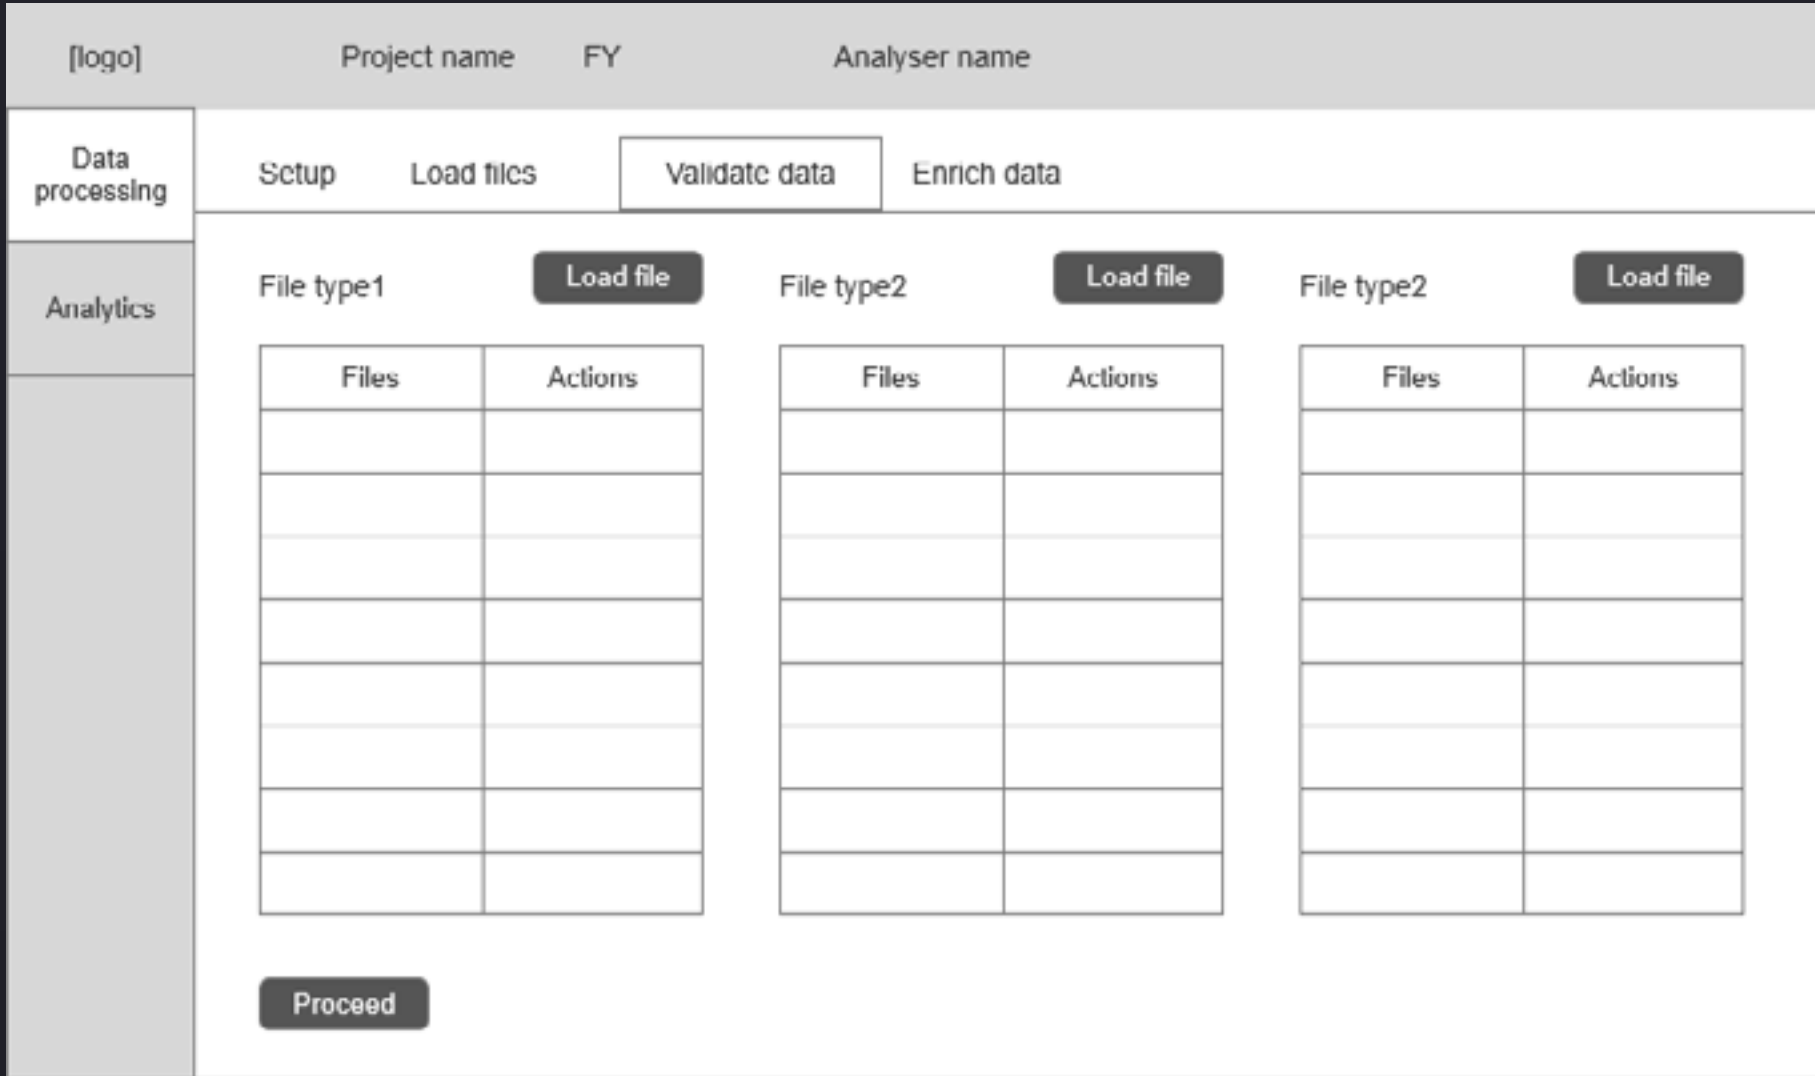 [logo] Project name FY Analyser name
Data
processing
Analytics
Setup Load files Validate data Enrich data
File type1 Load file File type2 Load file File type2 Load file
Files Actions Files Actions Files Actions
Proceed